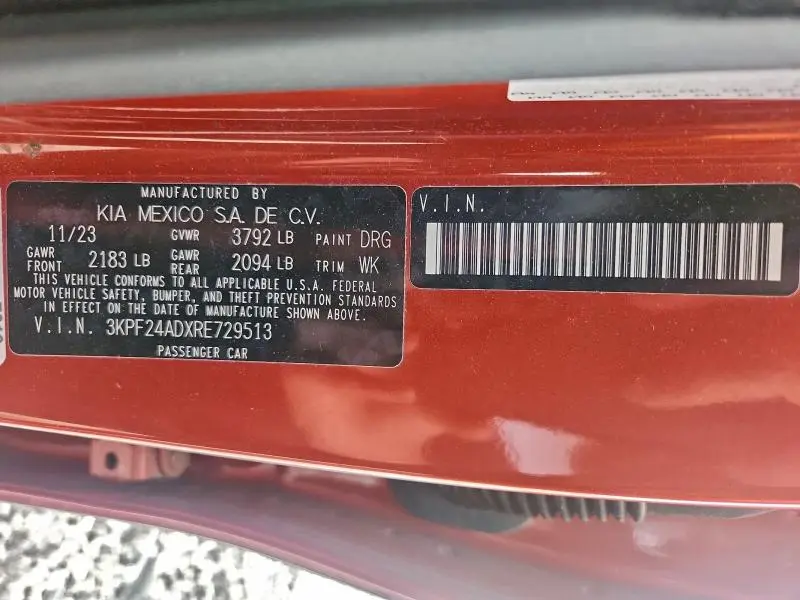 MANUFACTURED BY
KIA MEXICO S.A. DE C.V.
11/23 GVWR 3792 LB PAINT DRG
GAWR FRONT 2183 LB GAWR REAR 2094 LB TRIM WK
THIS VEHICLE CONFORMS TO ALL APPLICABLE U.S.A. FEDERAL
MOTOR VEHICLE SAFETY, BUMPER, AND THEFT PREVENTION STANDARDS
IN EFFECT ON THE DATE OF MANUFACTURE SHOWN ABOVE.
V.I.N. 3KPF24ADXRE729513
PASSENGER CAR
V.I.N.